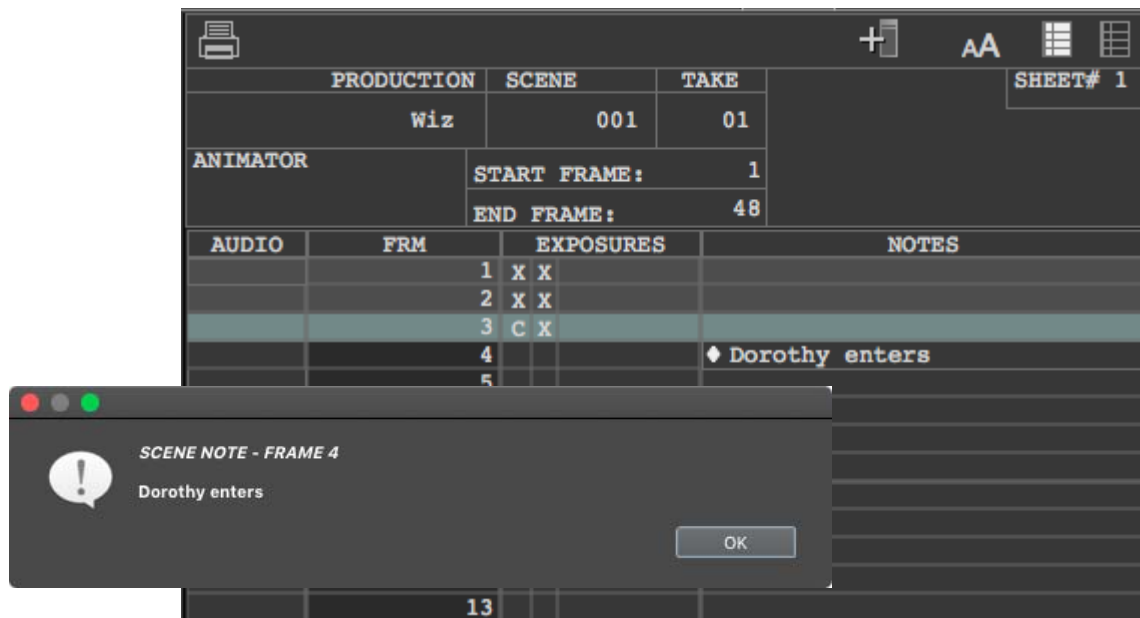 AA
PRODUCTION SCENE TAKE SHEET# 1
Wiz 001 01
ANIMATOR
START FRAME: 1
END FRAME: 48
AUDIO FRM EXPOSURES NOTES
1 X X
2 X X
3 C X
4 Dorothy enters
5
SCENE NOTE - FRAME 4
Dorothy enters
OK
13